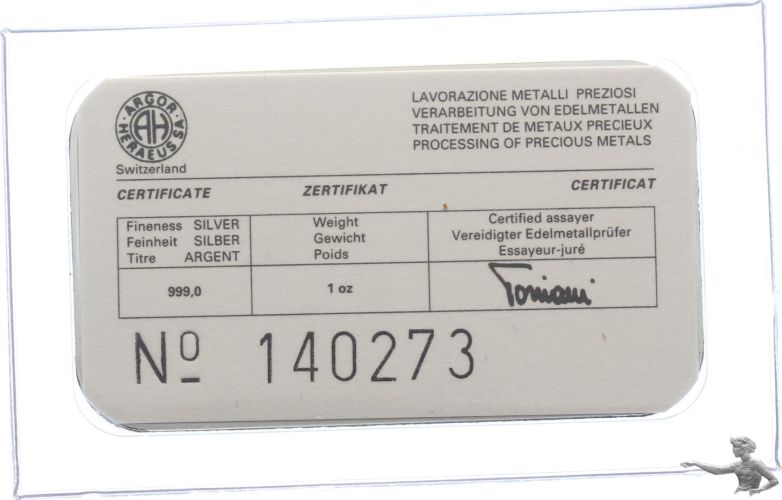 ARGOR-HERAEUS SA
AH
Switzerland
LAVORAZIONE METALLI PREZIOSI
VERARBEITUNG VON EDELMETALLEN
TRAITEMENT DE METAUX PRECIEUX
PROCESSING OF PRECIOUS METALS
CERTIFICATE ZERTIFIKAT CERTIFICAT
Fineness SILVER
Feinheit SILBER
Titre ARGENT
Weight
Gewicht
Poids
Certified assayer
Vereidigter Edelmetallprüfer
Essayeur-juré
999,0
1 oz
Nº 140273